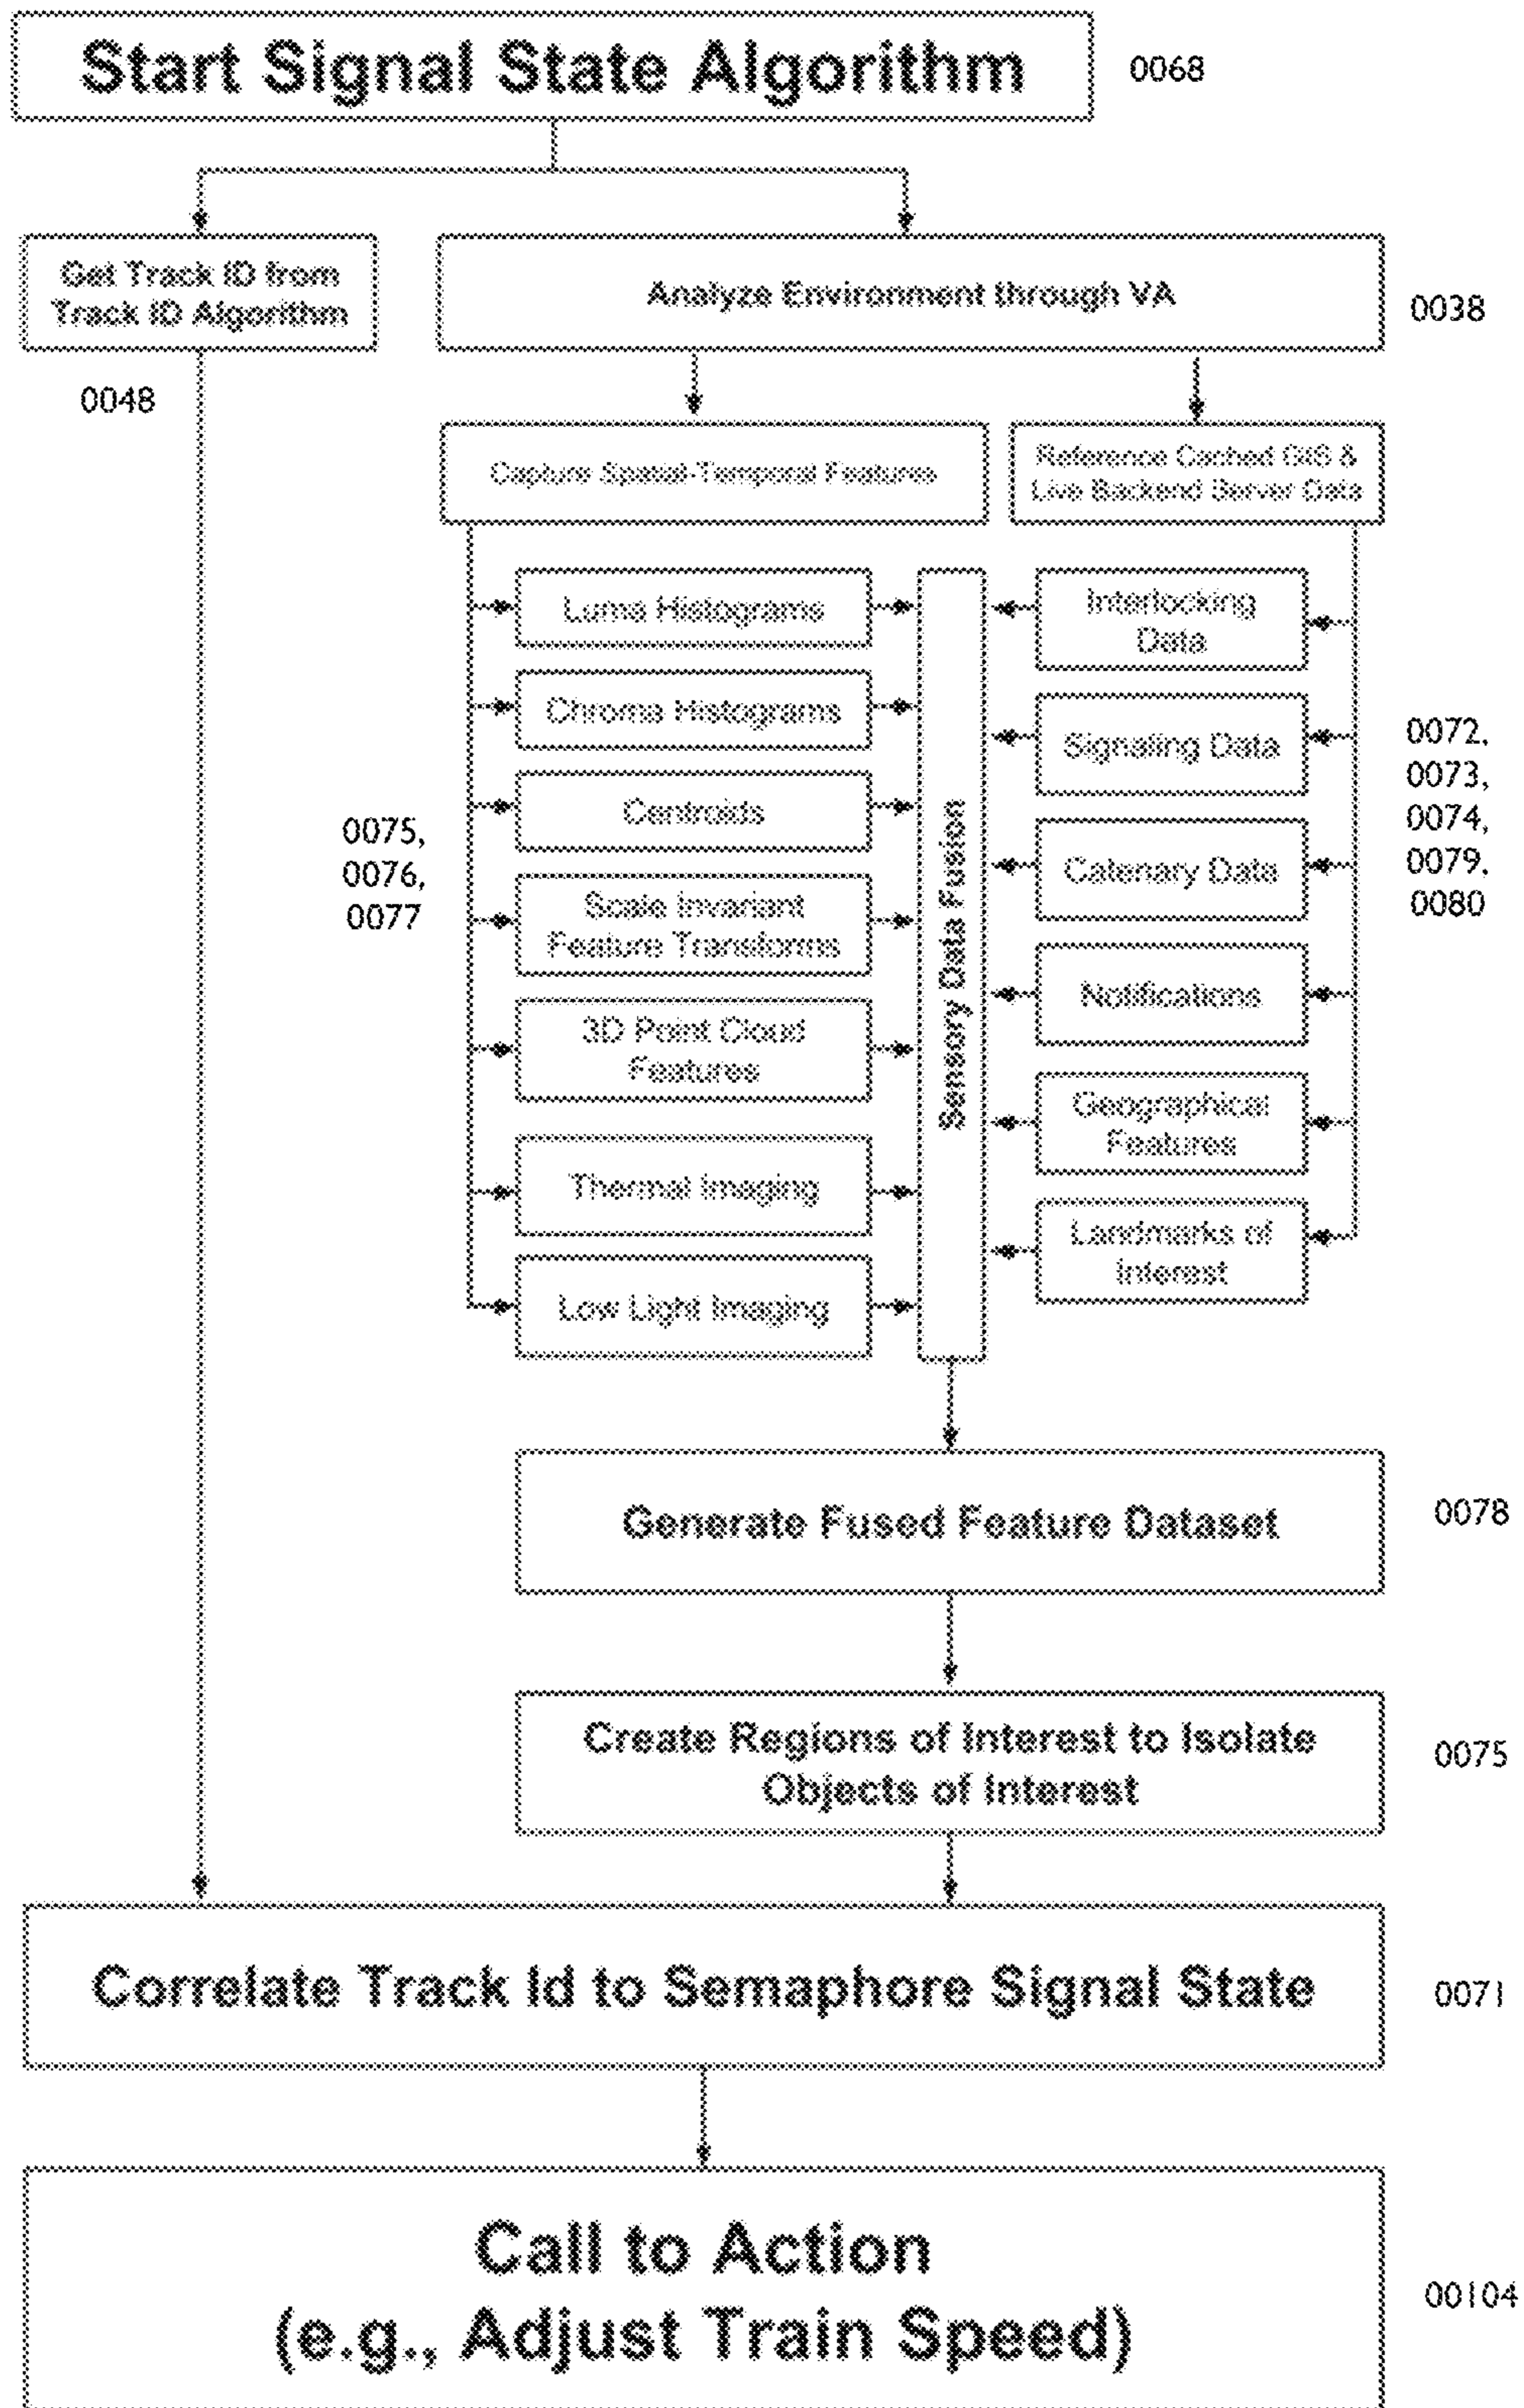 Start Signal State Algorithm
0068
Get Track ID from
Track ID Algorithm
0048
Analyze Environment through VA
0038
Capture Spatial-Temporal Features
Reference Cached GIS &
Live Backend Server Data
0075,
0076,
0077
Luma Histograms
Chroma Histograms
Centroids
Scale Invariant
Feature Transforms
3D Point Cloud
Features
Thermal Imaging
Low Light Imaging
Sensory Data Fusion
Interlocking
Data
Signaling Data
Catenary Data
Notifications
Geographical
Features
Landmarks of
Interest
0072,
0073,
0074,
0079,
0080
Generate Fused Feature Dataset
0078
Create Regions of Interest to Isolate
Objects of Interest
0075
Correlate Track Id to Semaphore Signal State
0071
Call to Action
(e.g., Adjust Train Speed)
00104